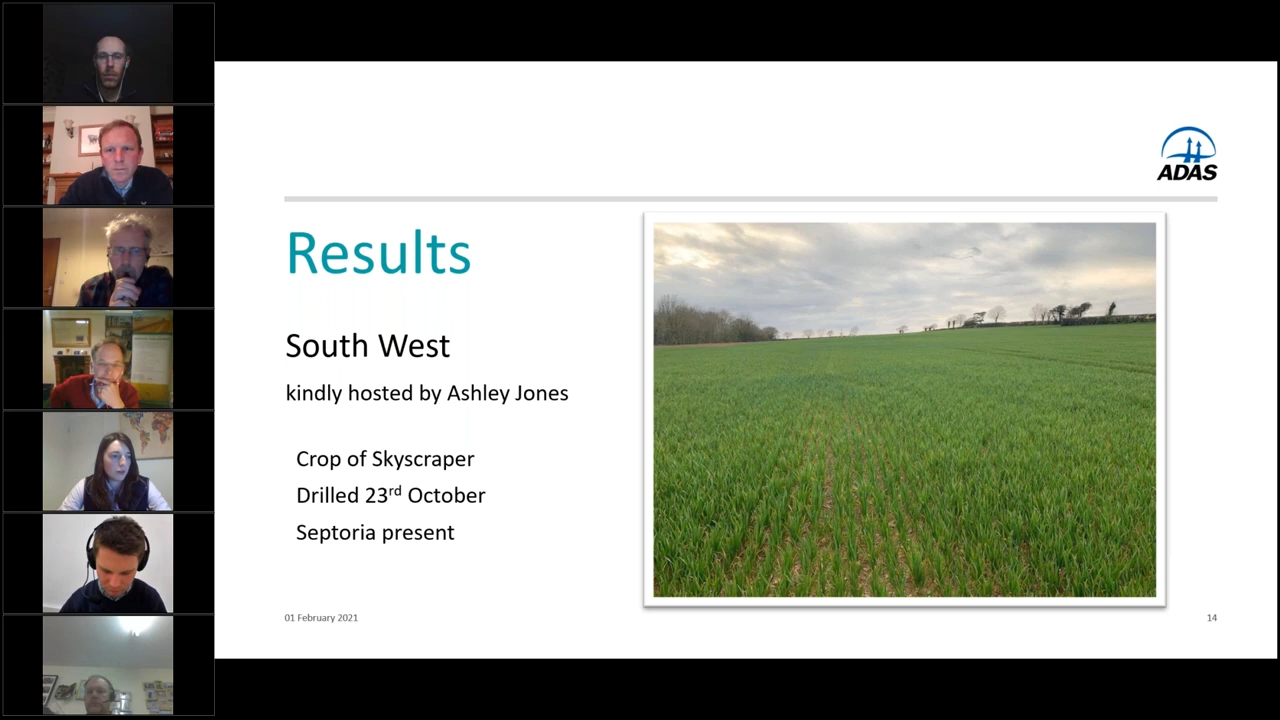 ADAS
Results
South West
kindly hosted by Ashley Jones
Crop of Skyscraper
Drilled 23rd October
Septoria present
01 February 2021
14